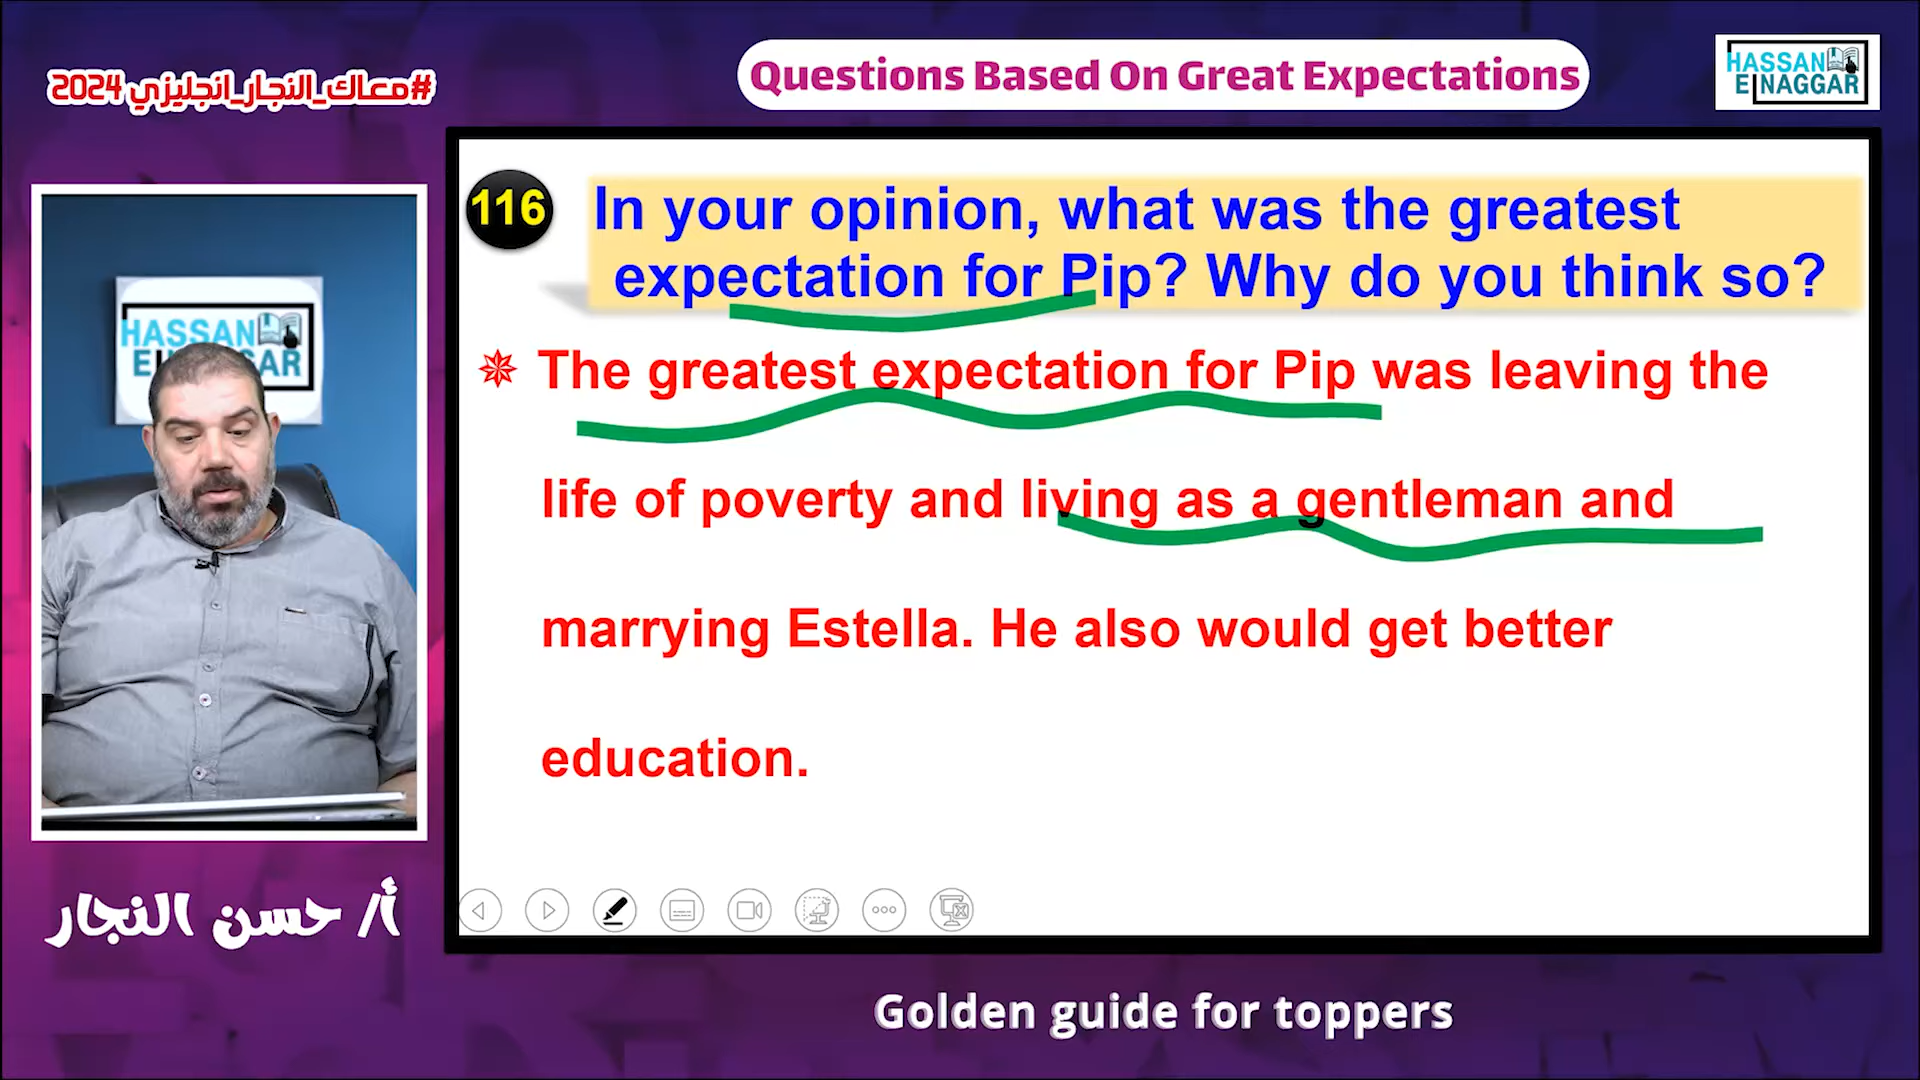 #معاك_النجار_انجليزي 2024
Questions Based On Great Expectations
HASSAN
ElNAGGAR
116
In your opinion, what was the greatest
expectation for Pip? Why do you think so?
The greatest expectation for Pip was leaving the
life of poverty and living as a gentleman and
marrying Estella. He also would get better
education.
HASSAN
أ/ حسن النجار
Golden guide for toppers